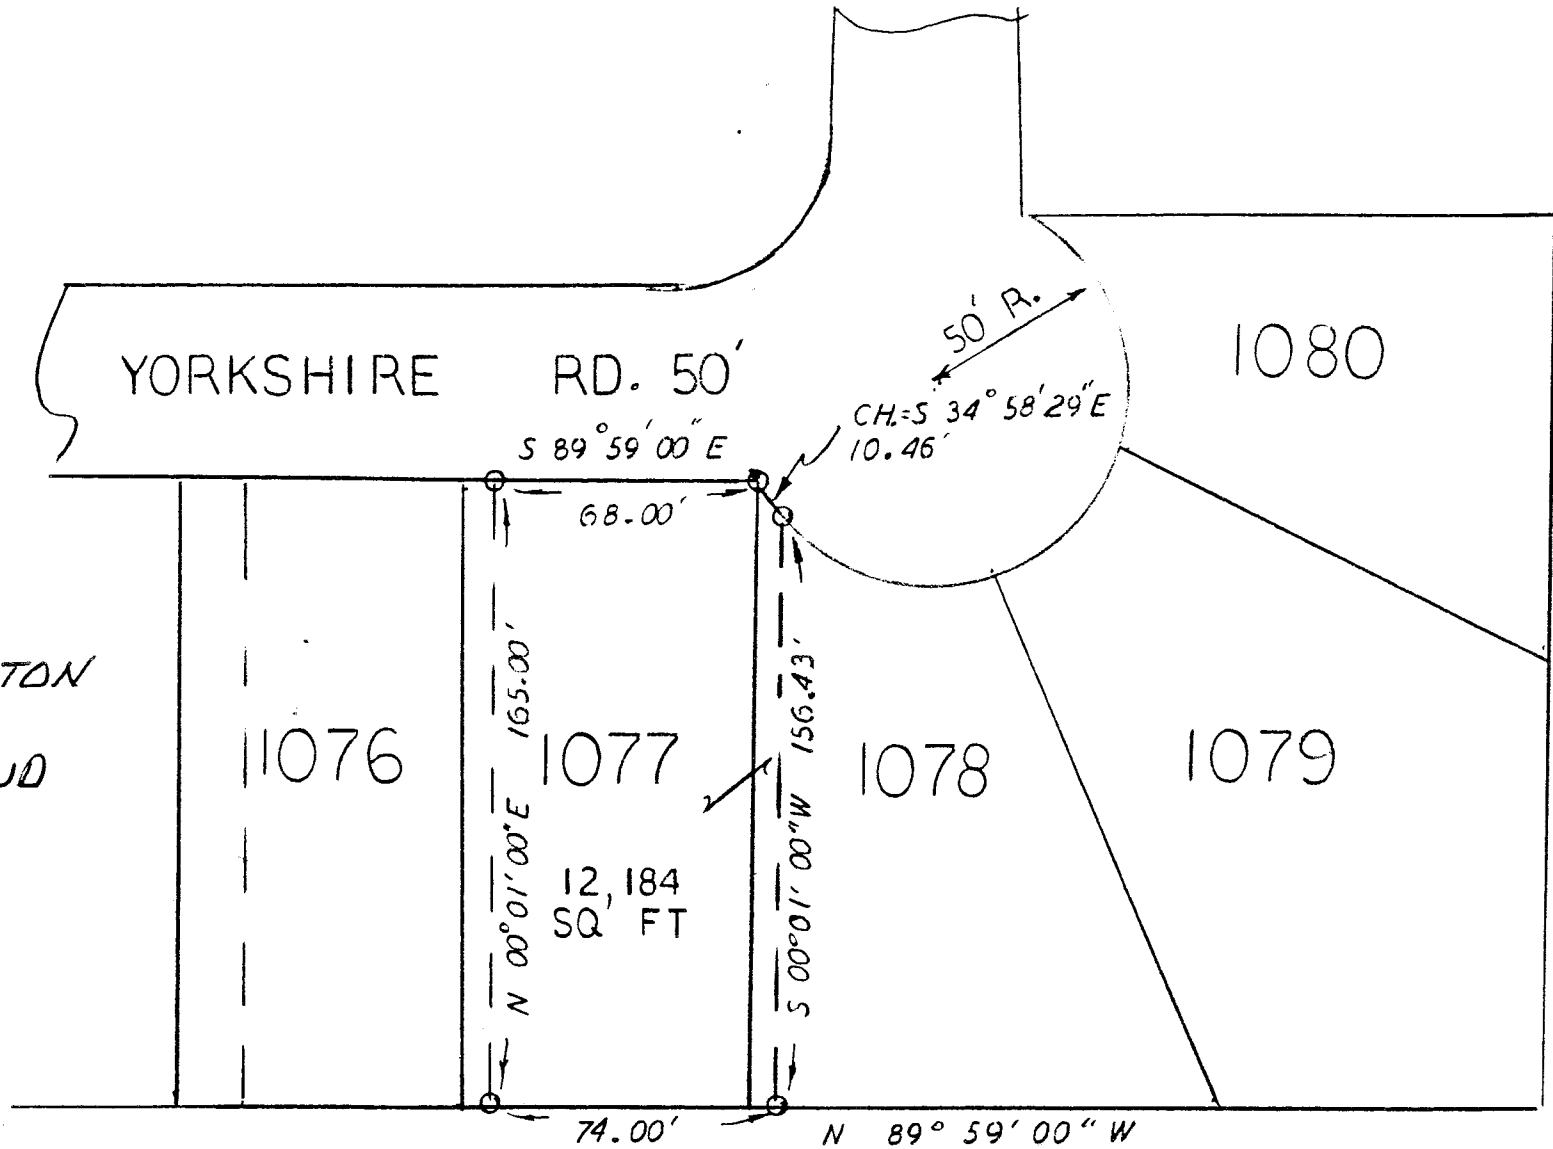 50' R.
1080
YORKSHIRE RD. 50'
CH.=S 34° 58' 29" E
10.46'
S 89° 59' 00" E
68.00'
TON
1076
N 00° 01' 00" E 165.00'
1077
S 00° 01' 00" W 156.43'
1078
1079
12,184
SQ' FT
74.00'
N 89° 59' 00" W